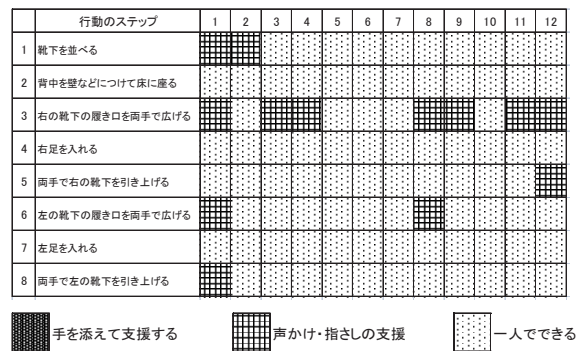 行動のステップ 1 2 3 4 5 6 7 8 9 10 11 12
1 靴下を並べる
2 背中を壁などにつけて床に座る
3 右の靴下の履き口を両手で広げる
4 右足を入れる
5 両手で右の靴下を引き上げる
6 左の靴下の履き口を両手で広げる
7 左足を入れる
8 両手で左の靴下を引き上げる
手を添えて支援する 声かけ・指さしの支援 一人でできる